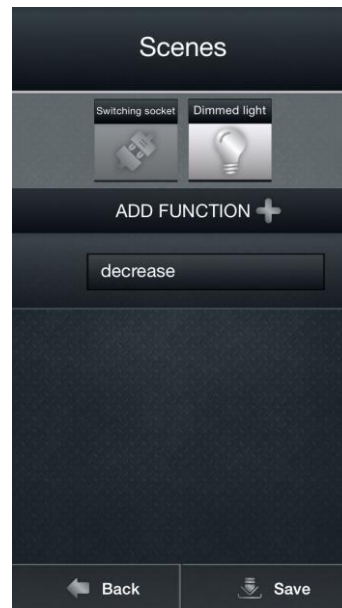 Scenes
Switching socket
Dimmed light
ADD FUNCTION
decrease
Back
Save